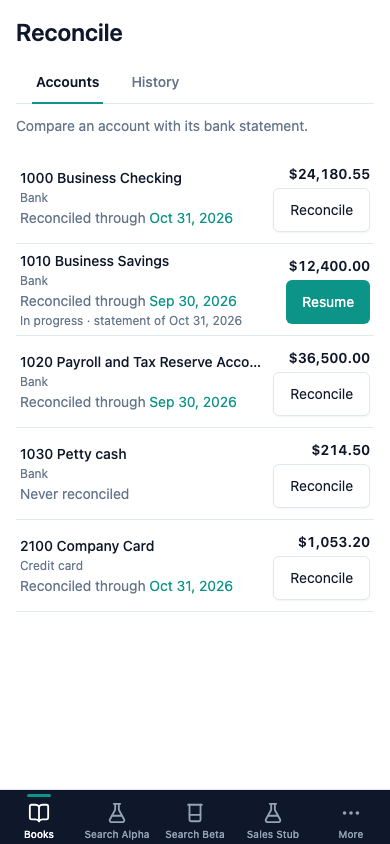 Reconcile
Accounts
History
Compare an account with its bank statement.
1000 Business Checking
Bank
Reconciled through Oct 31, 2026
$24,180.55
Reconcile
1010 Business Savings
Bank
Reconciled through Sep 30, 2026
In progress · statement of Oct 31, 2026
$12,400.00
Resume
1020 Payroll and Tax Reserve Acco...
Bank
Reconciled through Sep 30, 2026
$36,500.00
Reconcile
1030 Petty cash
Bank
Never reconciled
$214.50
Reconcile
2100 Company Card
Credit card
Reconciled through Oct 31, 2026
$1,053.20
Reconcile
Books
Search Alpha
Search Beta
Sales Stub
More